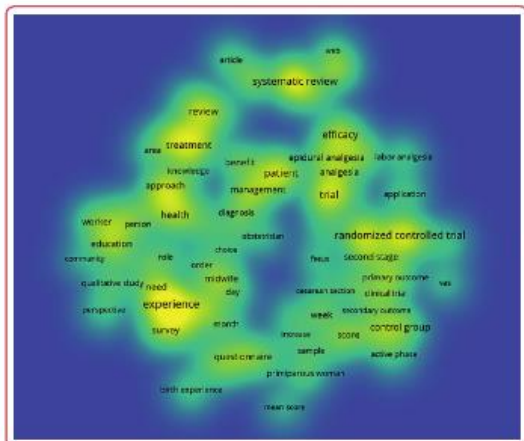 web
article
systematic review
review
efficacy
treatment
area
epidural analgesia
labor analgesia
benefit
knowledge
patient
analgesia
approach
management
trial
application
health
diagnosis
worker
person
obstetrician
randomized controlled trial
education
choice
community
role
focus
second stage
order
qualitative study
need
midwife
primary outcome
vas
day
cesarean section
clinical trial
experience
perspective
week
secondary outcome
survey
march
control group
increase
score
questionnaire
sample
active phase
primiparous woman
birth experience
mean score